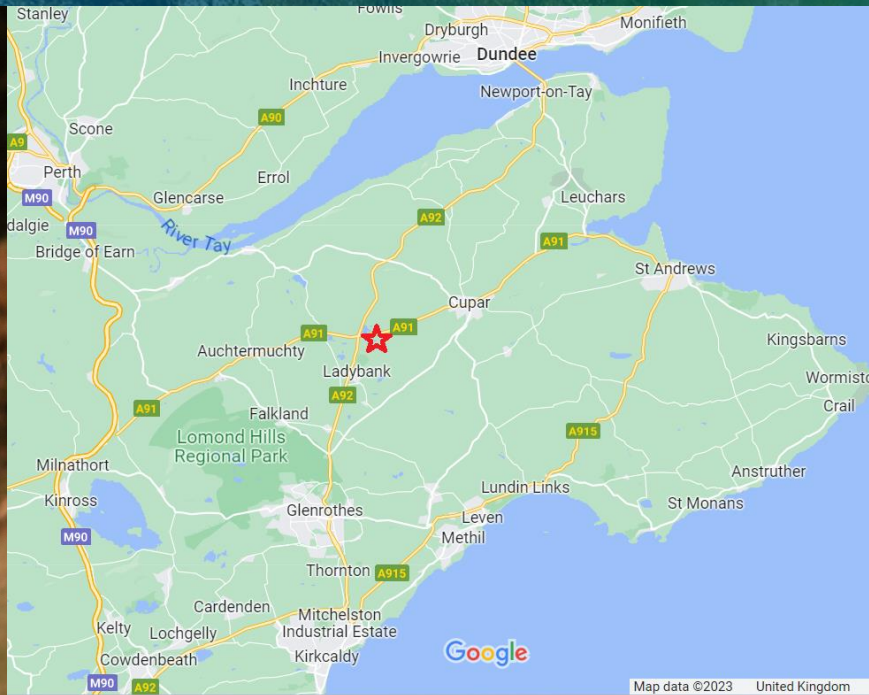 Stanley
Fowlis
Monifieth
Dryburgh
Dundee
Invergowrie
Inchture
Newport-on-Tay
A90
Scone
A9
Perth
Errol
M90
Glencarse
Leuchars
dalgie
M90
River Tay
A92
Bridge of Earn
A91
St Andrews
Cupar
A91
A91
Kingsbarns
Auchtermuchty
Ladybank
Wormisto
A92
Crail
A91
Falkland
A915
Lomond Hills
Regional Park
Milnathort
Anstruther
Kinross
Lundin Links
St Monans
Glenrothes
Leven
M90
Methil
Thornton
A915
Cardenden
Mitchelston
Industrial Estate
Kelty
Lochgelly
Kirkcaldy
Google
Cowdenbeath
M90
A92
Map data ©2023 United Kingdom